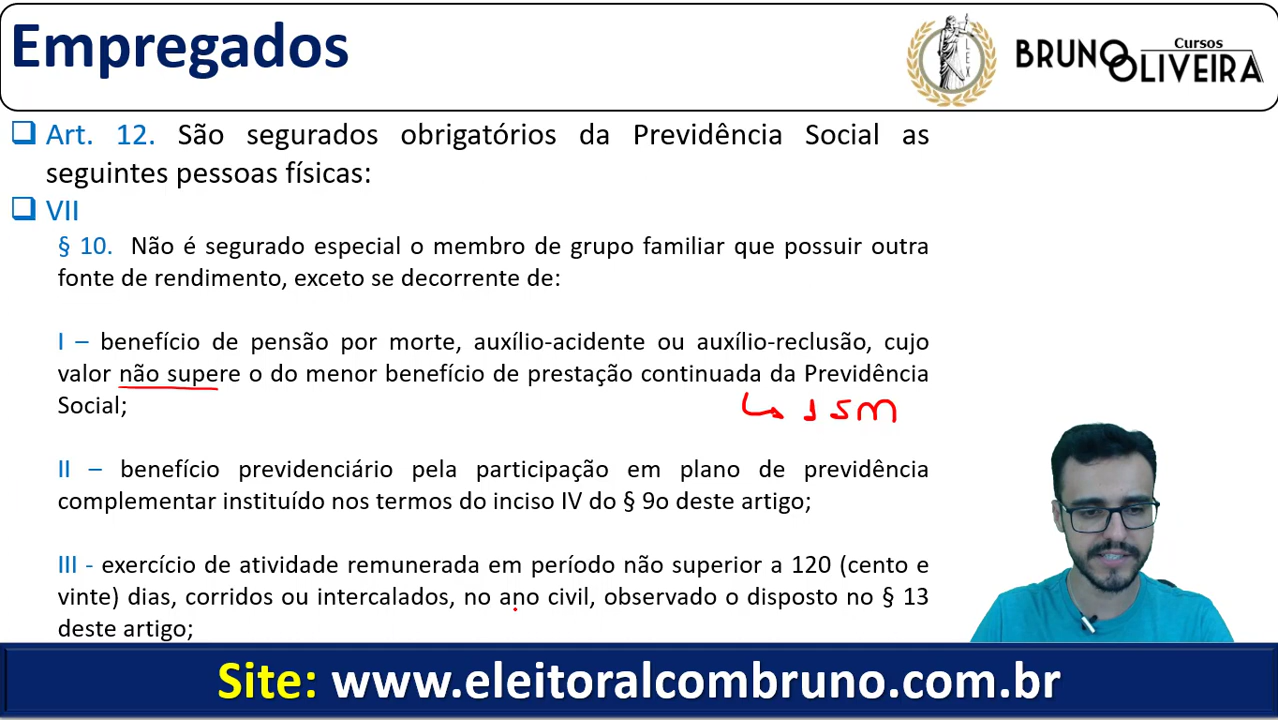 Empregados
Cursos
BRUNO
OLIVEIRA
LEX
Art. 12. São segurados obrigatórios da Previdência Social as
seguintes pessoas físicas:
VII
§ 10. Não é segurado especial o membro de grupo familiar que possuir outra
fonte de rendimento, exceto se decorrente de:
I – benefício de pensão por morte, auxílio-acidente ou auxílio-reclusão, cujo
valor não supere o do menor benefício de prestação continuada da Previdência
Social;
1 SM
II – benefício previdenciário pela participação em plano de previdência
complementar instituído nos termos do inciso IV do § 9o deste artigo;
III - exercício de atividade remunerada em período não superior a 120 (cento e
vinte) dias, corridos ou intercalados, no ano civil, observado o disposto no § 13
deste artigo;
Site: www.eleitoralcombruno.com.br